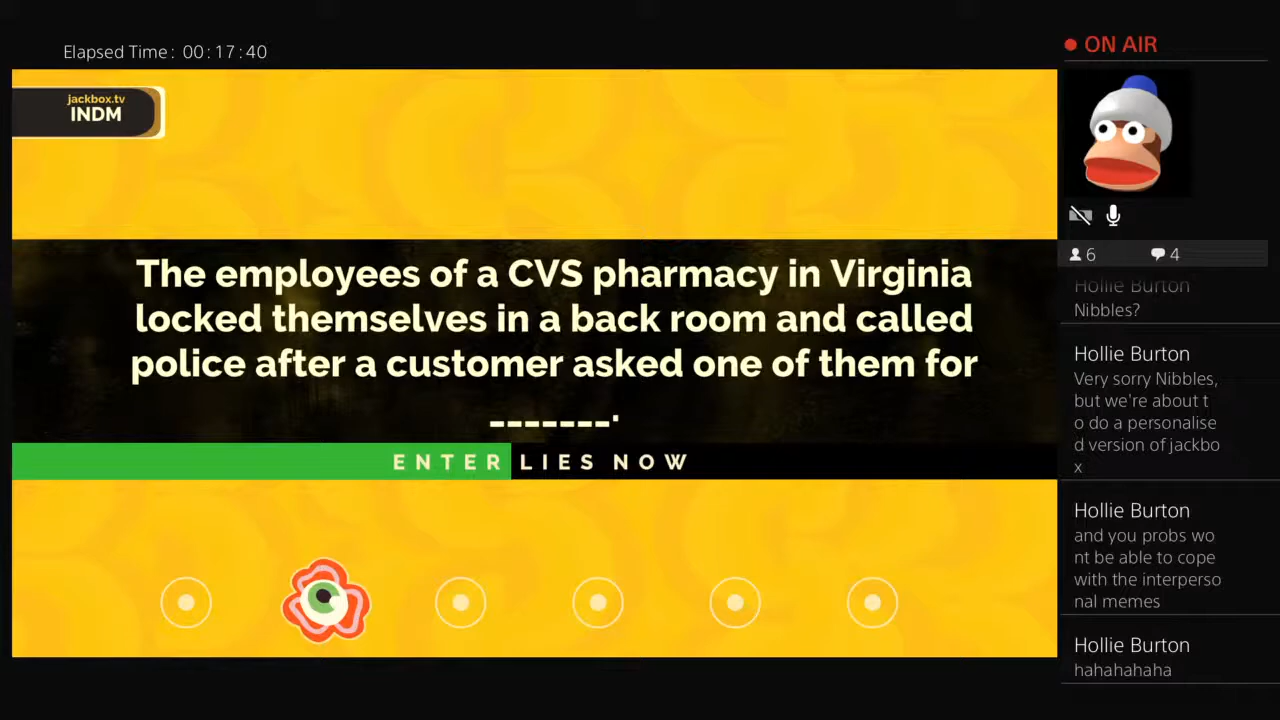 Elapsed Time: 00:17:40
ON AIR
jackbox.tv
INDM
The employees of a CVS pharmacy in Virginia
locked themselves in a back room and called
police after a customer asked one of them for
_______.
ENTER LIES NOW
6
4
Hollie Burton
Nibbles?
Hollie Burton
Very sorry Nibbles,
but we're about t
o do a personalise
d version of jackbo
x
Hollie Burton
and you probs wo
nt be able to cope
with the interperso
nal memes
Hollie Burton
hahahahaha